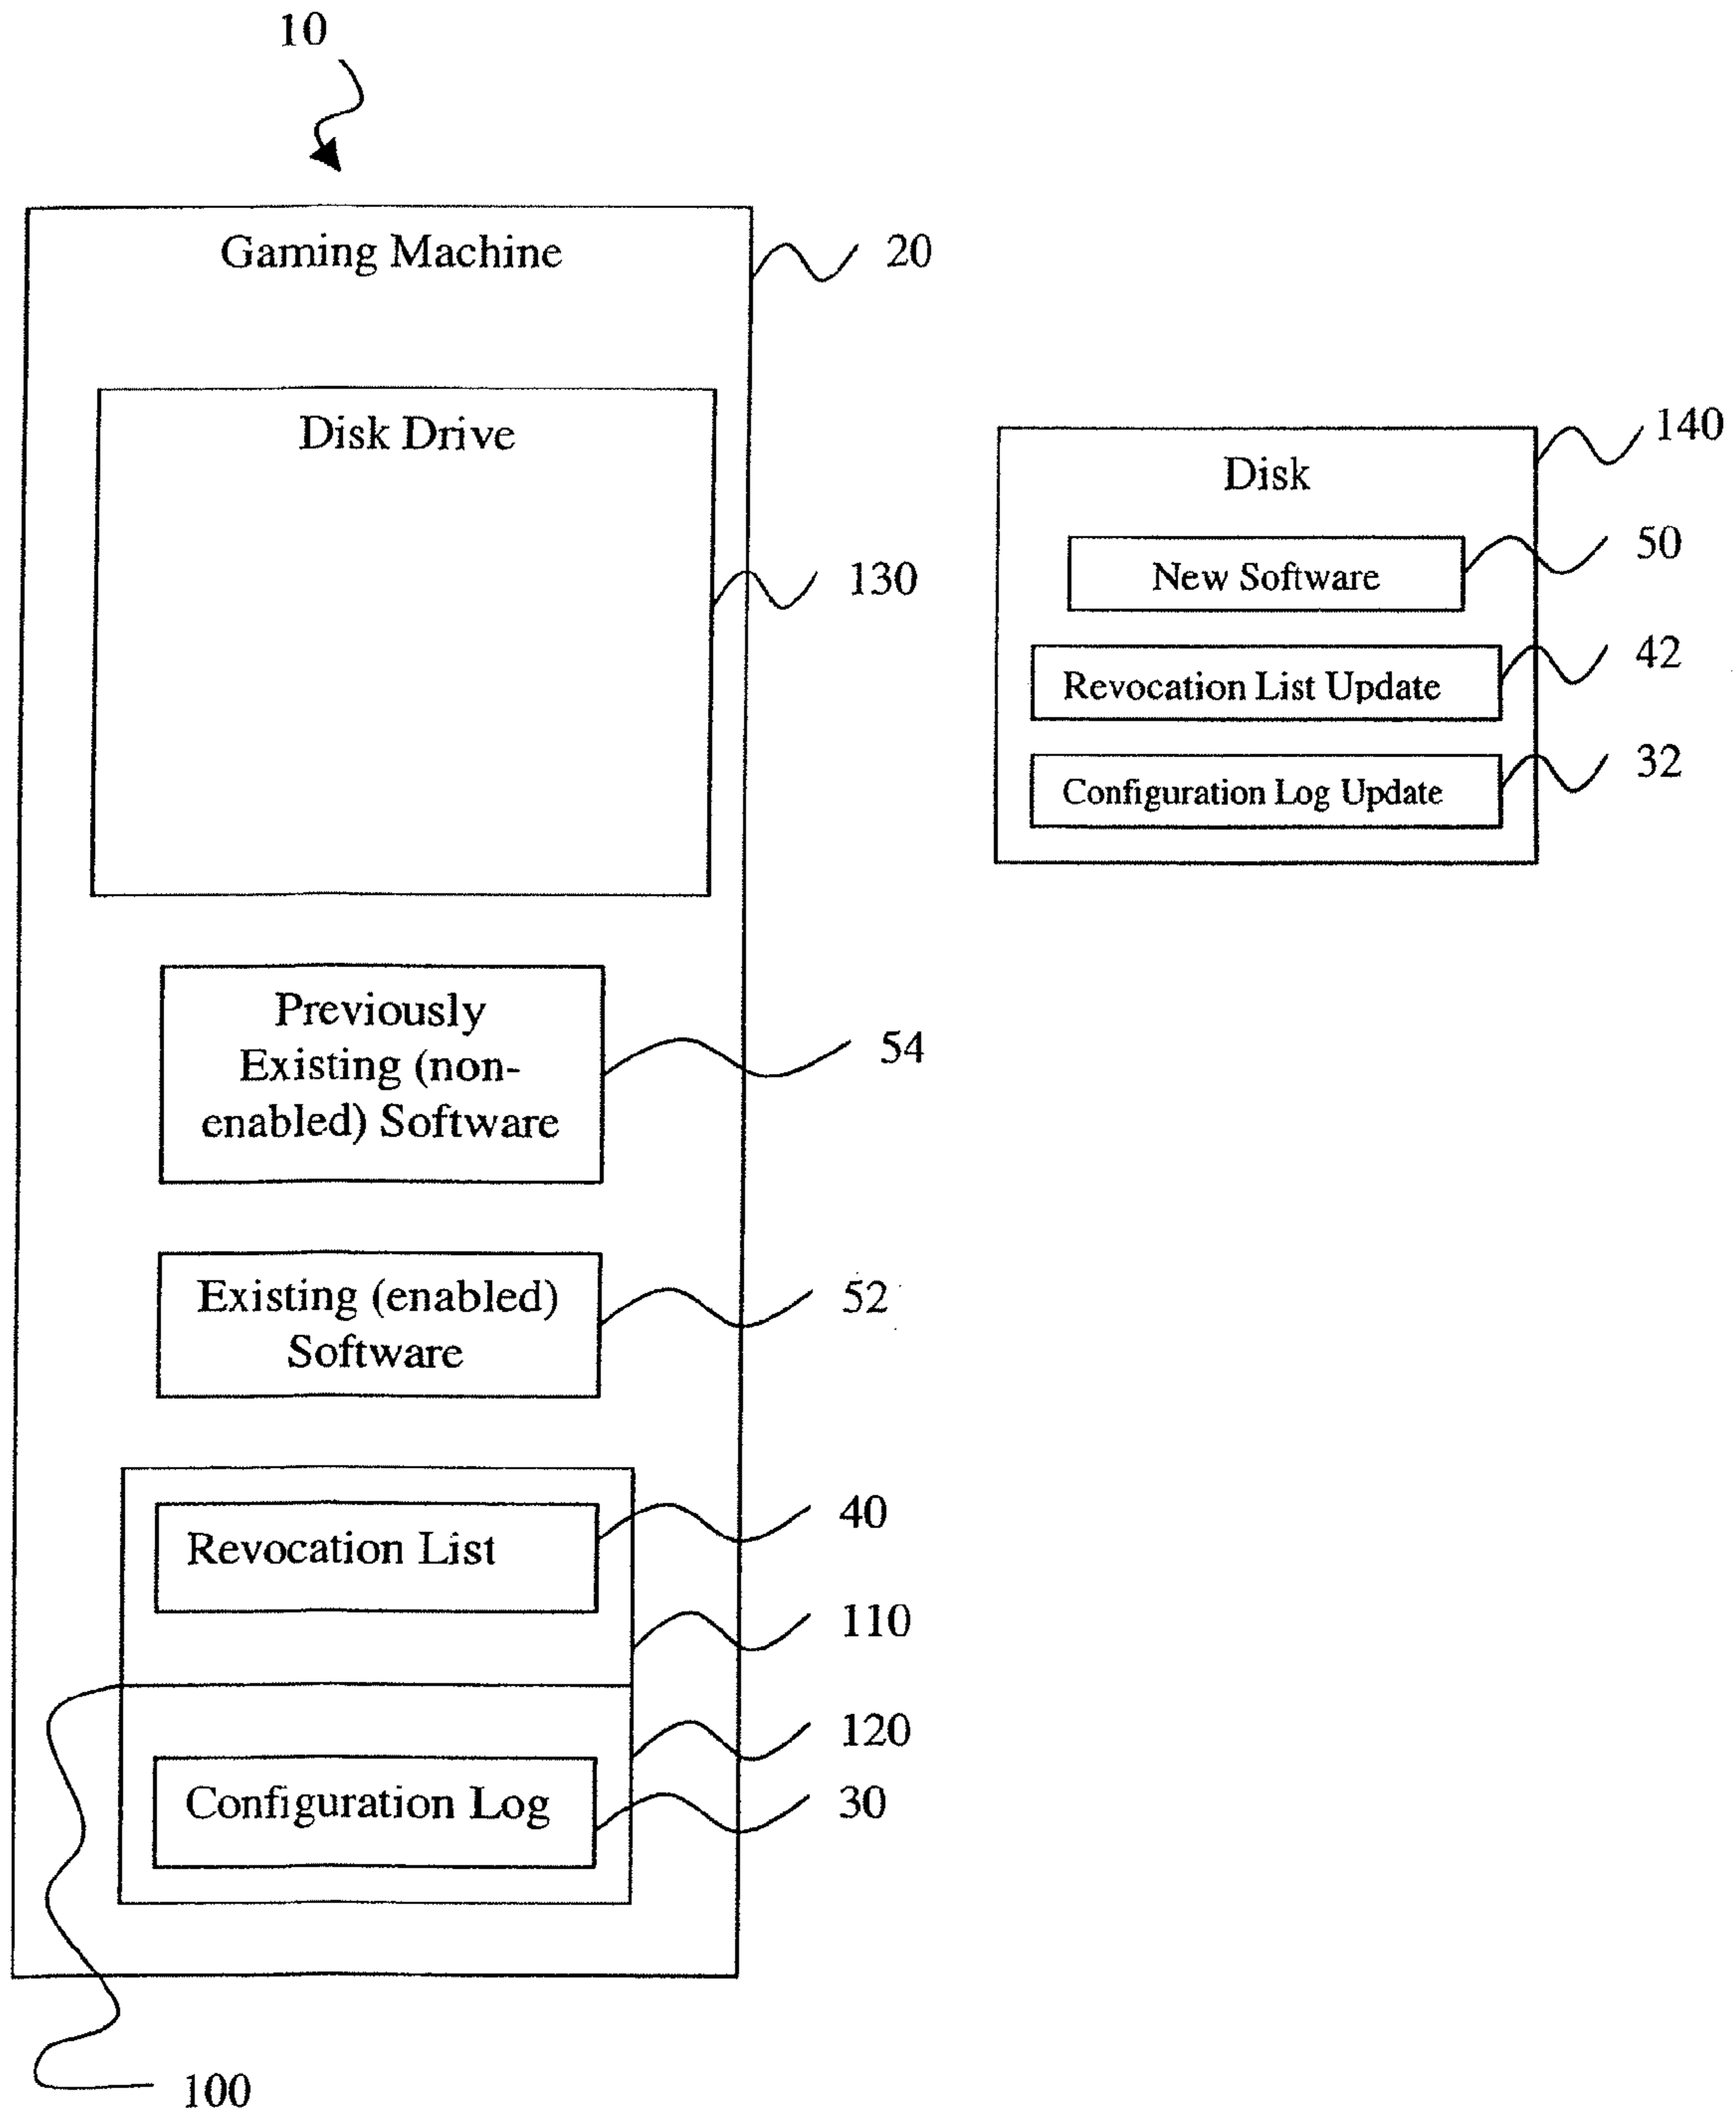 10
Gaming Machine
20
Disk Drive
130
Disk
140
New Software
50
Revocation List Update
42
Configuration Log Update
32
Previously
Existing (non-
enabled) Software
54
Existing (enabled)
Software
52
Revocation List
40
110
120
Configuration Log
30
100